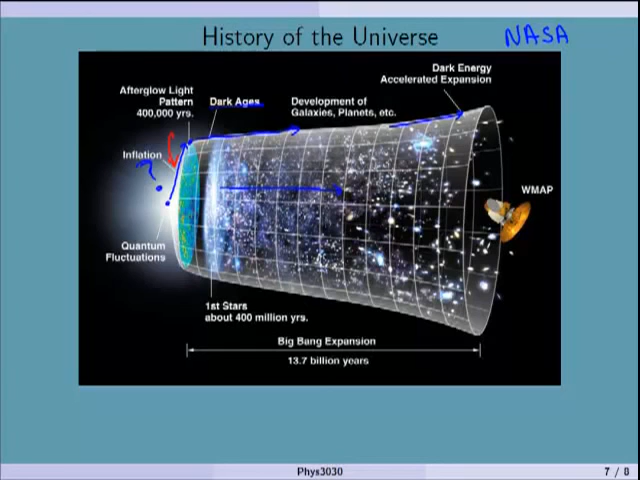 History of the Universe
NASA
Dark Energy
Accelerated Expansion
Afterglow Light
Pattern
400,000 yrs.
Dark Ages
Development of
Galaxies, Planets, etc.
Inflation
?
WMAP
Quantum
Fluctuations
1st Stars
about 400 million yrs.
Big Bang Expansion
13.7 billion years
Phys3030
7 / 8